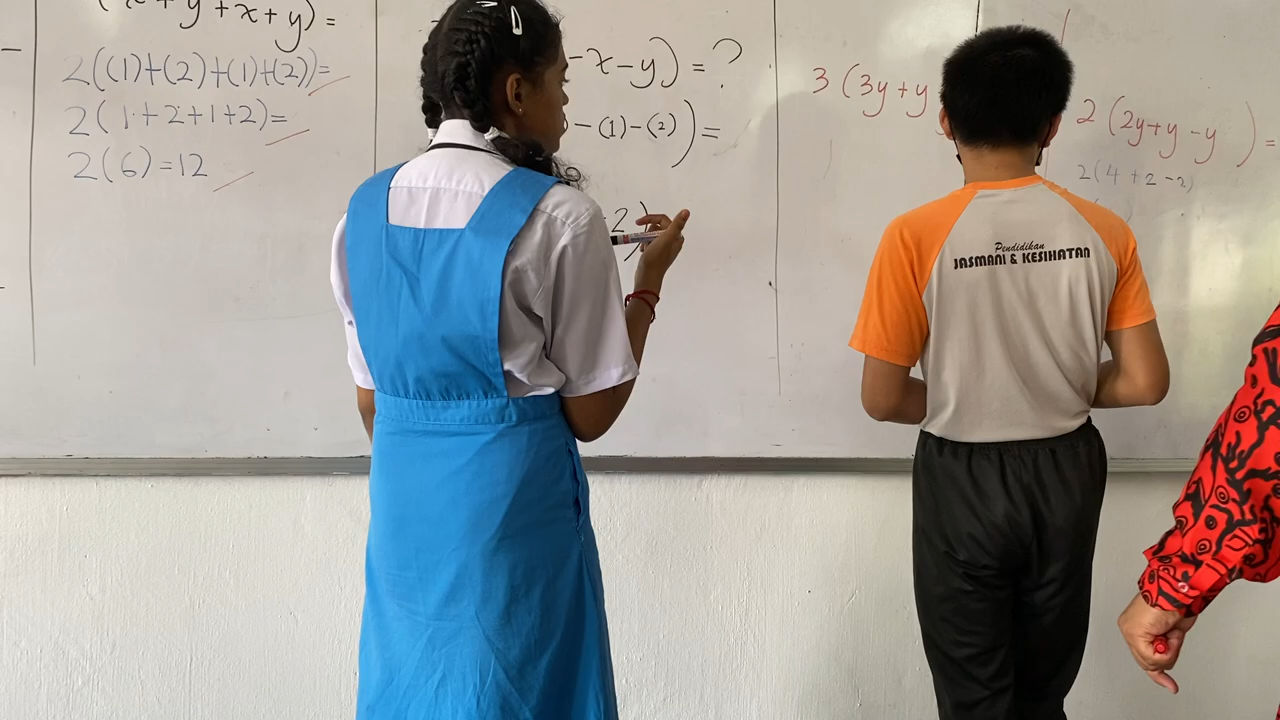 (x+y+x+y)=
2((1)+(2)+(1)+(2))=
2(1+2+1+2)=
2(6)=12
-x-y)=?
-(1)-(2))=
2)
3(3y+y
2(2y+y-y)=
2(4+2-2)
Pendidikan
JASMANI & KESIHATAN